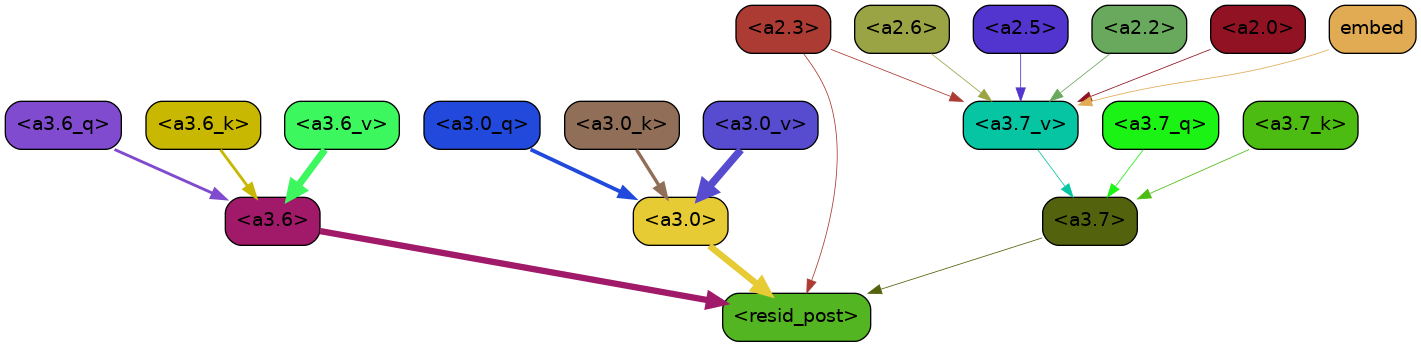 <a2.3> <a2.6> <a2.5> <a2.2> <a2.0> embed
<a3.6_q> <a3.6_k> <a3.6_v> <a3.0_q> <a3.0_k> <a3.0_v> <a3.7_v> <a3.7_q> <a3.7_k>
<a3.6> <a3.0> <a3.7>
<resid_post>